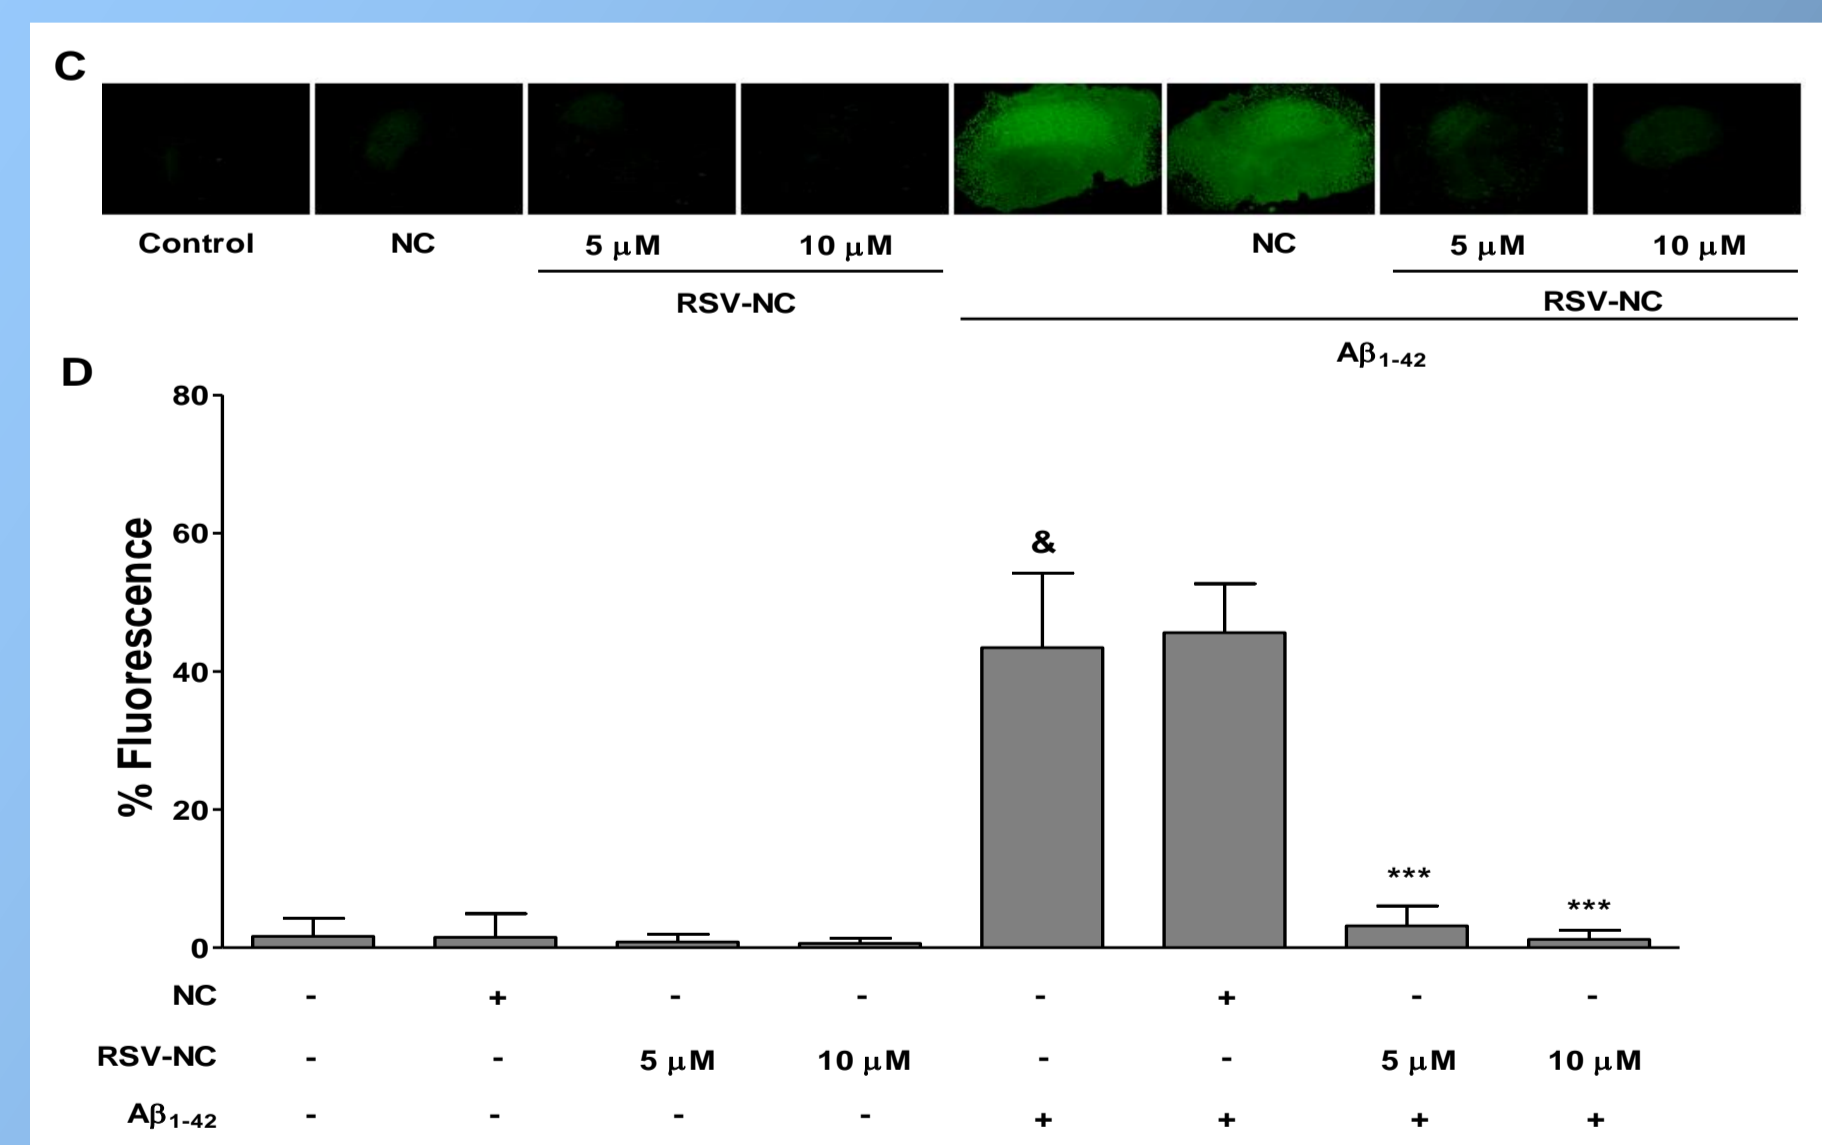 C
Control NC 5 μM 10 μM NC 5 μM 10 μM
RSV-NC RSV-NC
Aβ1-42
D
% Fluorescence
80
60
40
20
0
&
***
***
NC - + - - - + - -
RSV-NC - - 5 μM 10 μM - - 5 μM 10 μM
Aβ1-42 - - - - + + + +